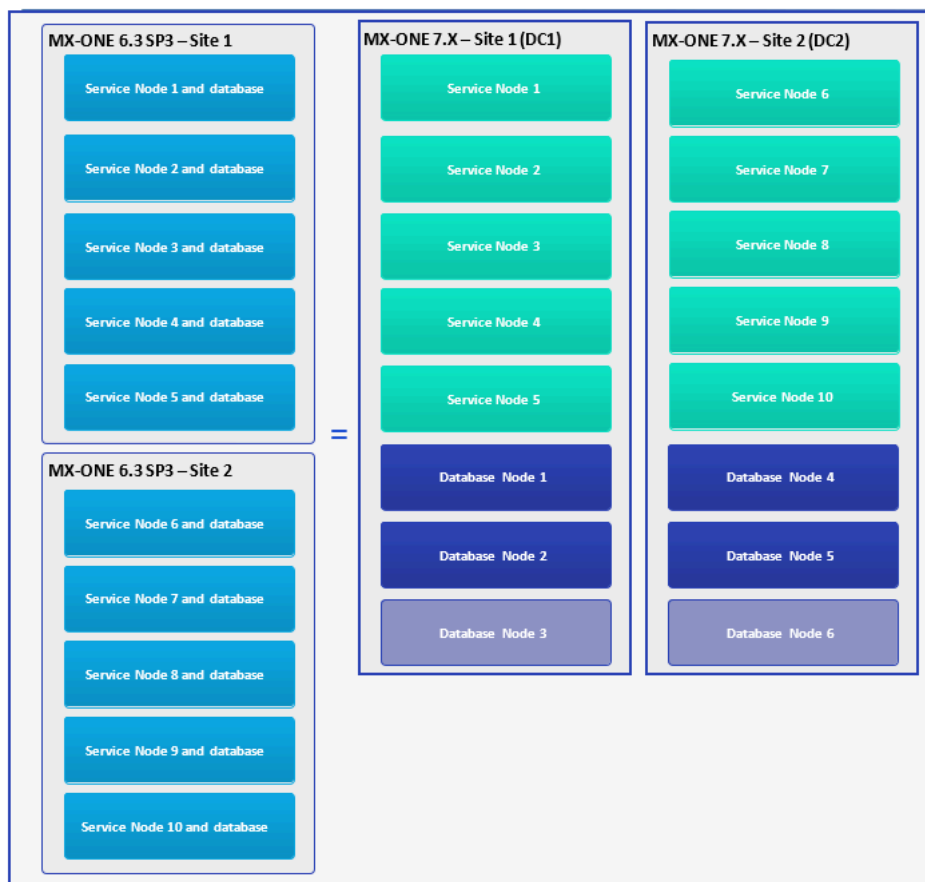 MX-ONE 6.3 SP3 – Site 1
Service Node 1 and database
Service Node 2 and database
Service Node 3 and database
Service Node 4 and database
Service Node 5 and database
MX-ONE 6.3 SP3 – Site 2
Service Node 6 and database
Service Node 7 and database
Service Node 8 and database
Service Node 9 and database
Service Node 10 and database
=
MX-ONE 7.X – Site 1 (DC1)
Service Node 1
Service Node 2
Service Node 3
Service Node 4
Service Node 5
Database Node 1
Database Node 2
Database Node 3
MX-ONE 7.X – Site 2 (DC2)
Service Node 6
Service Node 7
Service Node 8
Service Node 9
Service Node 10
Database Node 4
Database Node 5
Database Node 6